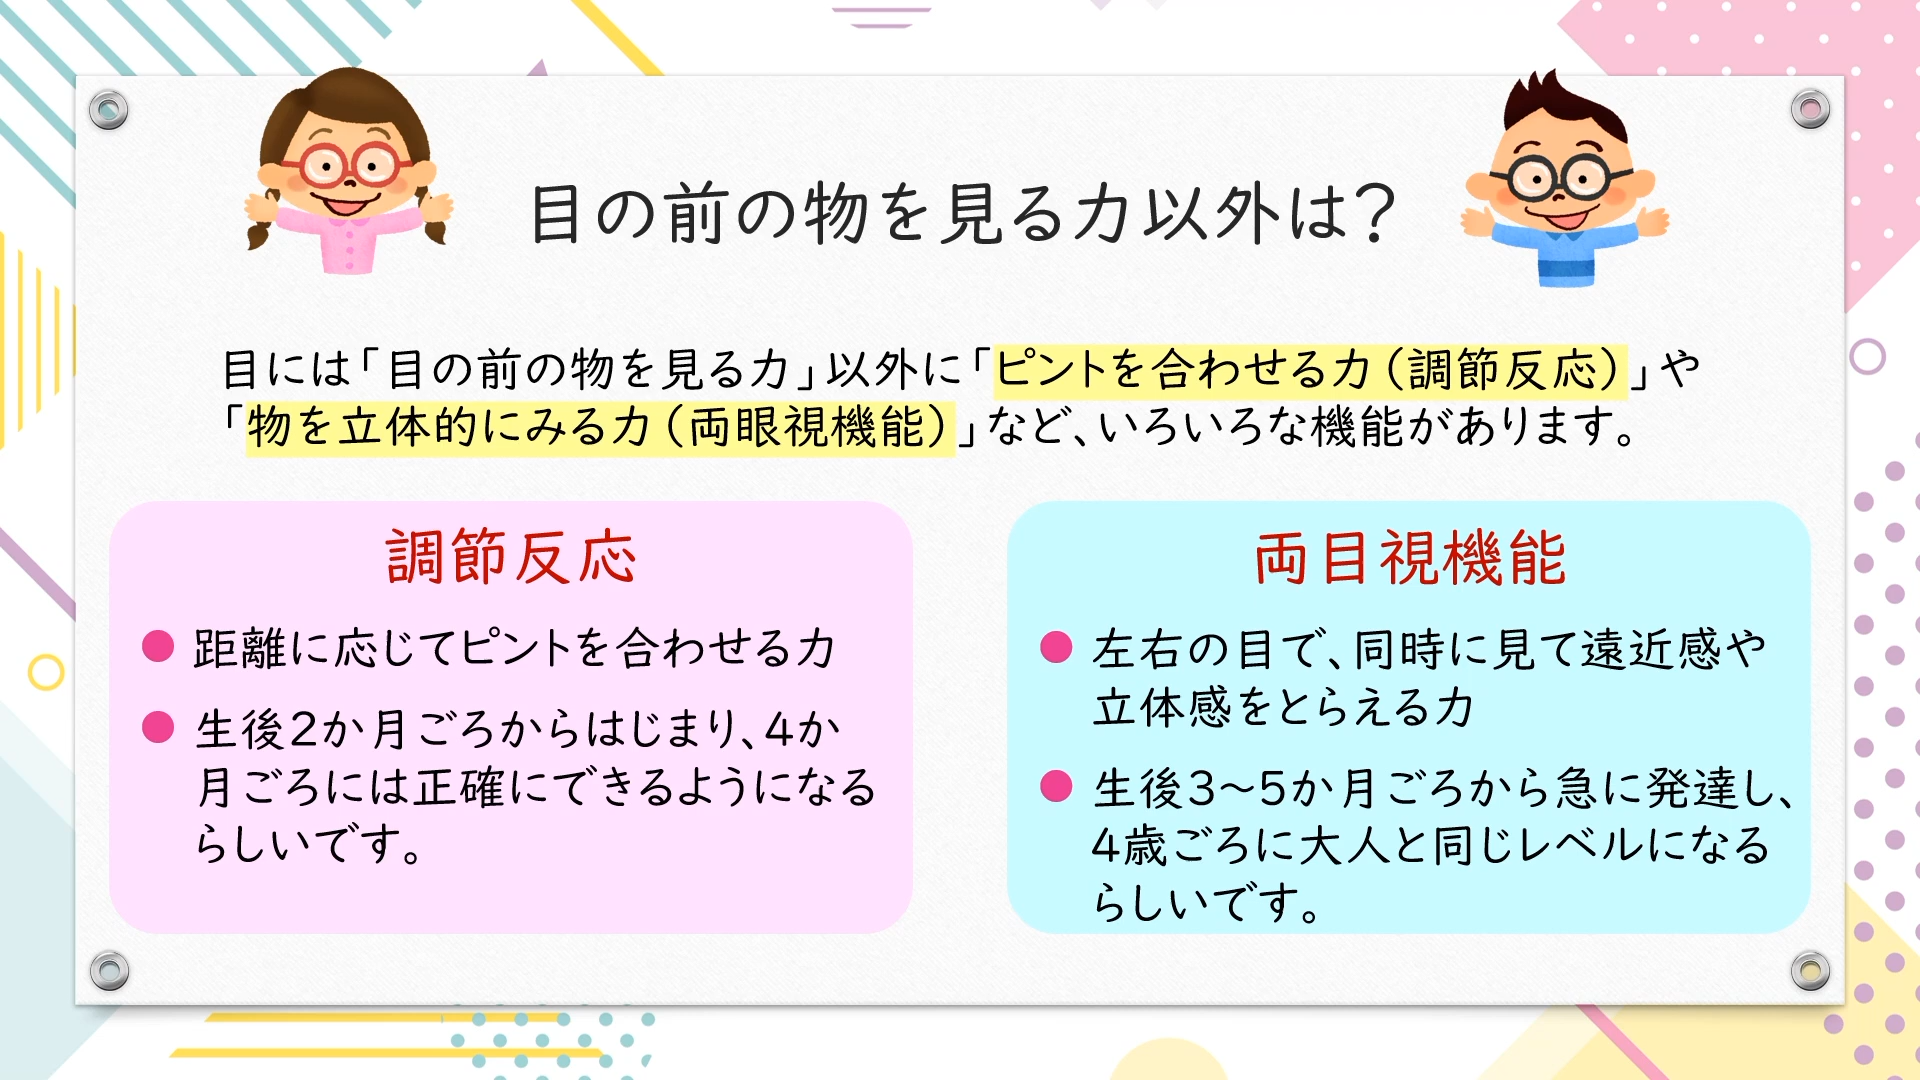 目の前の物を見る力以外は？
目には「目の前の物を見る力」以外に「ピントを合わせる力（調節反応）」や
「物を立体的にみる力（両眼視機能）」など、いろいろな機能があります。
調節反応
● 距離に応じてピントを合わせる力
● 生後２か月ごろからはじまり、４か
月ごろには正確にできるようになる
らしいです。
両目視機能
● 左右の目で、同時に見て遠近感や
立体感をとらえる力
● 生後３～５か月ごろから急に発達し、
４歳ごろに大人と同じレベルになる
らしいです。